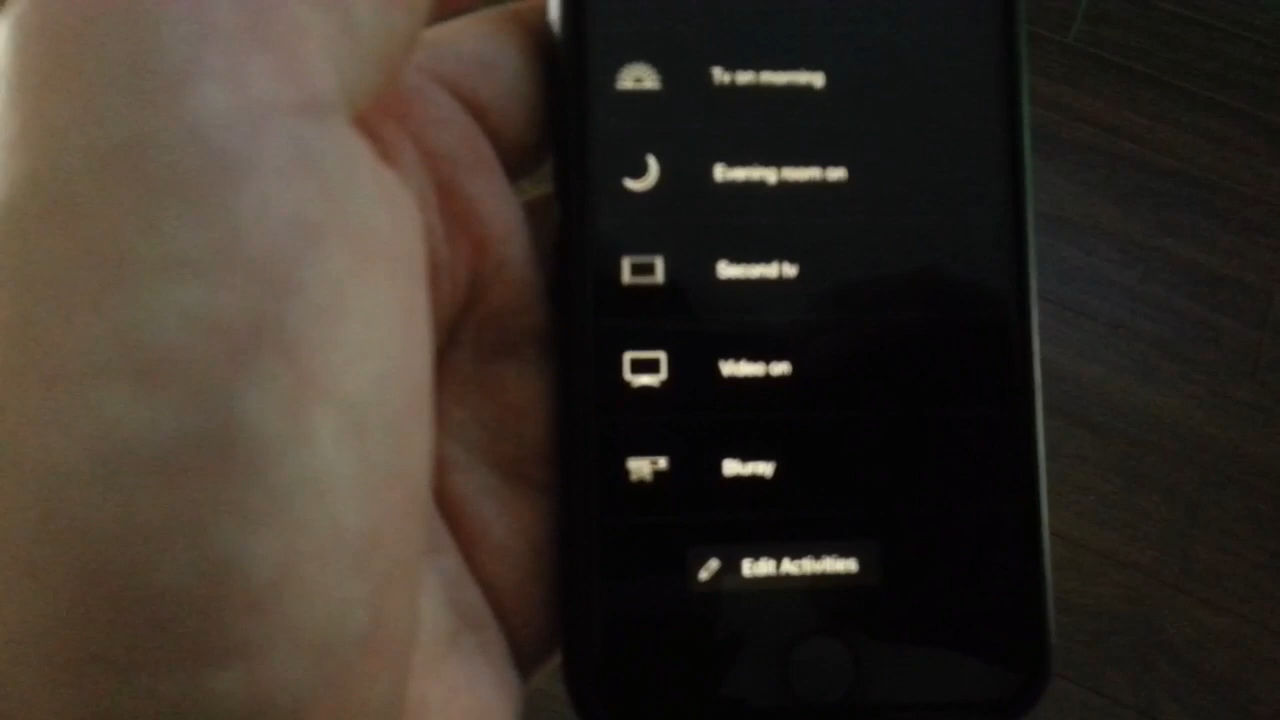 Tv on morning
Evening room on
Second tv
Video on
Bluray
Edit Activities